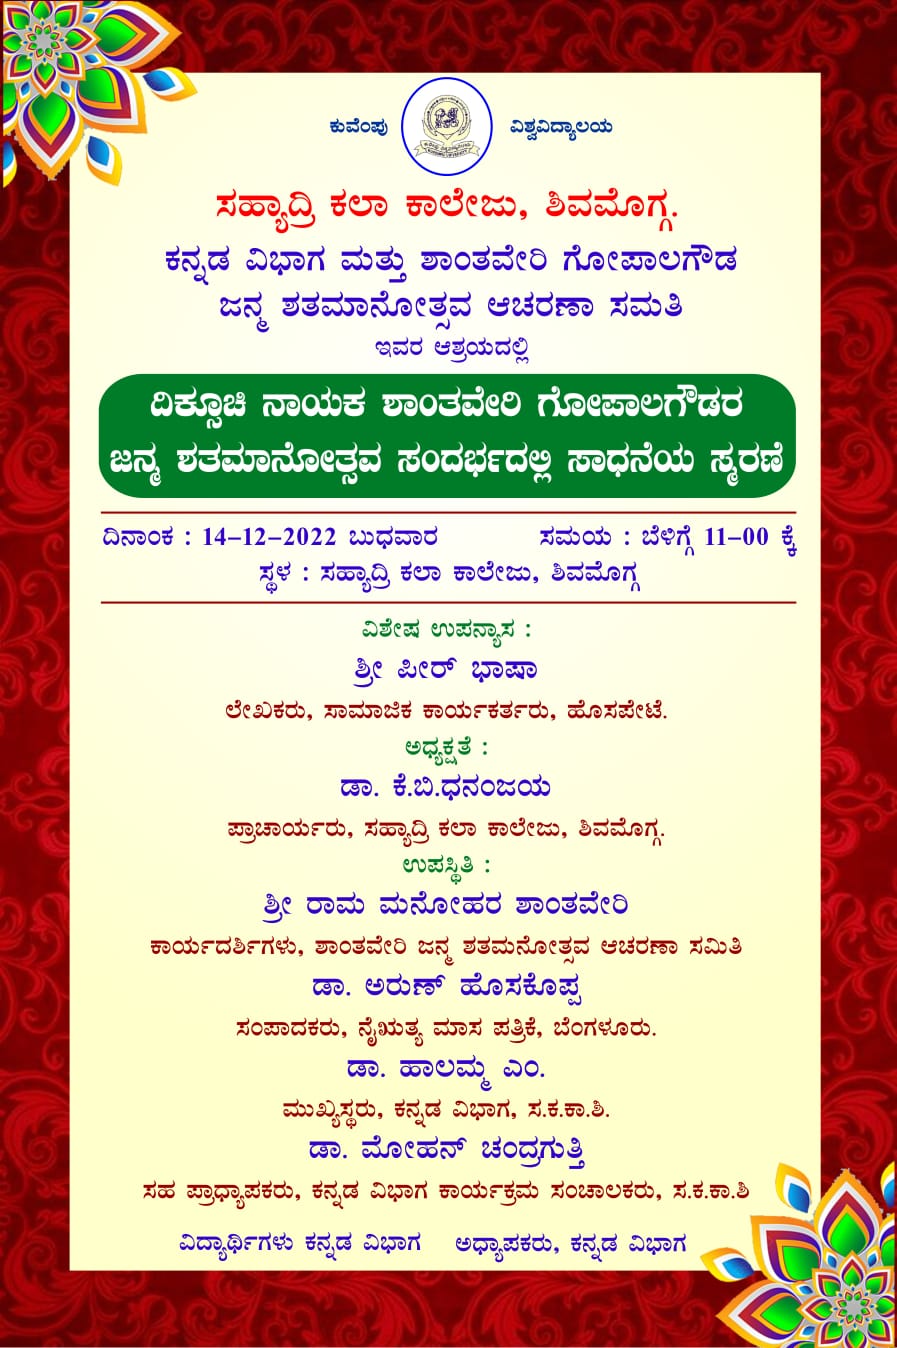 ಕುವೆಂಪು ವಿಶ್ವವಿದ್ಯಾಲಯ
ಸಹ್ಯಾದ್ರಿ ಕಲಾ ಕಾಲೇಜು, ಶಿವಮೊಗ್ಗ.
ಕನ್ನಡ ವಿಭಾಗ ಮತ್ತು ಶಾಂತವೇರಿ ಗೋಪಾಲಗೌಡ
ಜನ್ಮ ಶತಮಾನೋತ್ಸವ ಆಚರಣಾ ಸಮತಿ
ಇವರ ಆಶ್ರಯದಲ್ಲಿ
ದಿಕ್ಸೂಚಿ ನಾಯಕ ಶಾಂತವೇರಿ ಗೋಪಾಲಗೌಡರ
ಜನ್ಮ ಶತಮಾನೋತ್ಸವ ಸಂದರ್ಭದಲ್ಲಿ ಸಾಧನೆಯ ಸ್ಮರಣೆ
ದಿನಾಂಕ : 14-12-2022 ಬುಧವಾರ ಸಮಯ : ಬೆಳಿಗ್ಗೆ 11-00 ಕ್ಕೆ
ಸ್ಥಳ : ಸಹ್ಯಾದ್ರಿ ಕಲಾ ಕಾಲೇಜು, ಶಿವಮೊಗ್ಗ
ವಿಶೇಷ ಉಪನ್ಯಾಸ :
ಶ್ರೀ ಪೀರ್ ಭಾಷಾ
ಲೇಖಕರು, ಸಾಮಾಜಿಕ ಕಾರ್ಯಕರ್ತರು, ಹೊಸಪೇಟೆ.
ಅಧ್ಯಕ್ಷತೆ :
ಡಾ. ಕೆ.ಬಿ.ಧನಂಜಯ
ಪ್ರಾಚಾರ್ಯರು, ಸಹ್ಯಾದ್ರಿ ಕಲಾ ಕಾಲೇಜು, ಶಿವಮೊಗ್ಗ.
ಉಪಸ್ಥಿತಿ :
ಶ್ರೀ ರಾಮ ಮನೋಹರ ಶಾಂತವೇರಿ
ಕಾರ್ಯದರ್ಶಿಗಳು, ಶಾಂತವೇರಿ ಜನ್ಮ ಶತಮನೋತ್ಸವ ಆಚರಣಾ ಸಮಿತಿ
ಡಾ. ಅರುಣ್ ಹೊಸಕೊಪ್ಪ
ಸಂಪಾದಕರು, ನೈಋತ್ಯ ಮಾಸ ಪತ್ರಿಕೆ, ಬೆಂಗಳೂರು.
ಡಾ. ಹಾಲಮ್ಮ ಎಂ.
ಮುಖ್ಯಸ್ಥರು, ಕನ್ನಡ ವಿಭಾಗ, ಸ.ಕ.ಕಾ.ಶಿ.
ಡಾ. ಮೋಹನ್ ಚಂದ್ರಗುತ್ತಿ
ಸಹ ಪ್ರಾಧ್ಯಾಪಕರು, ಕನ್ನಡ ವಿಭಾಗ ಕಾರ್ಯಕ್ರಮ ಸಂಚಾಲಕರು, ಸ.ಕ.ಕಾ.ಶಿ
ವಿದ್ಯಾರ್ಥಿಗಳು ಕನ್ನಡ ವಿಭಾಗ ಅಧ್ಯಾಪಕರು, ಕನ್ನಡ ವಿಭಾಗ